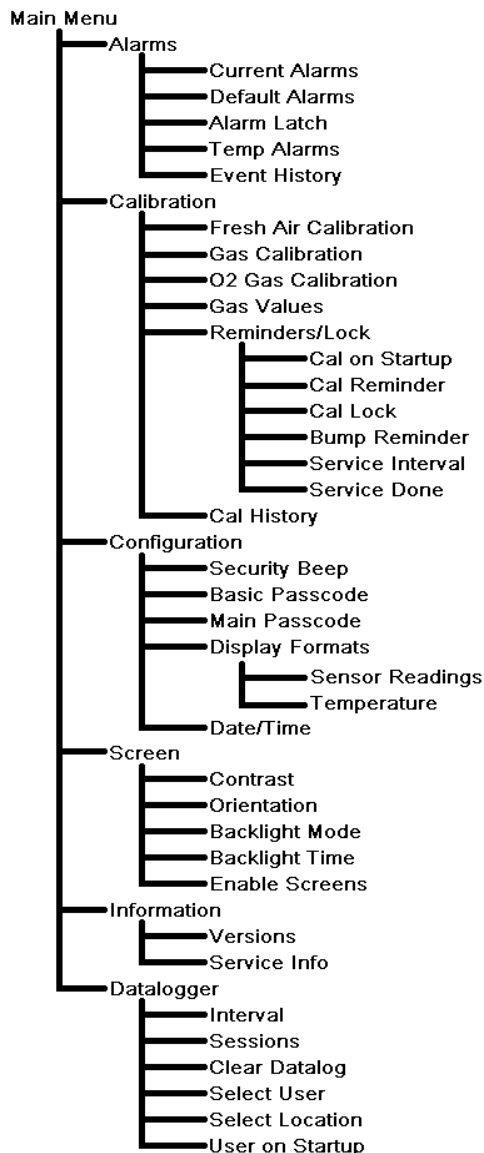 Main Menu
Alarms
Current Alarms
Default Alarms
Alarm Latch
Temp Alarms
Event History
Calibration
Fresh Air Calibration
Gas Calibration
O2 Gas Calibration
Gas Values
Reminders/Lock
Cal on Startup
Cal Reminder
Cal Lock
Bump Reminder
Service Interval
Service Done
Cal History
Configuration
Security Beep
Basic Passcode
Main Passcode
Display Formats
Sensor Readings
Temperature
Date/Time
Screen
Contrast
Orientation
Backlight Mode
Backlight Time
Enable Screens
Information
Versions
Service Info
Datalogger
Interval
Sessions
Clear Datalog
Select User
Select Location
User on Startup